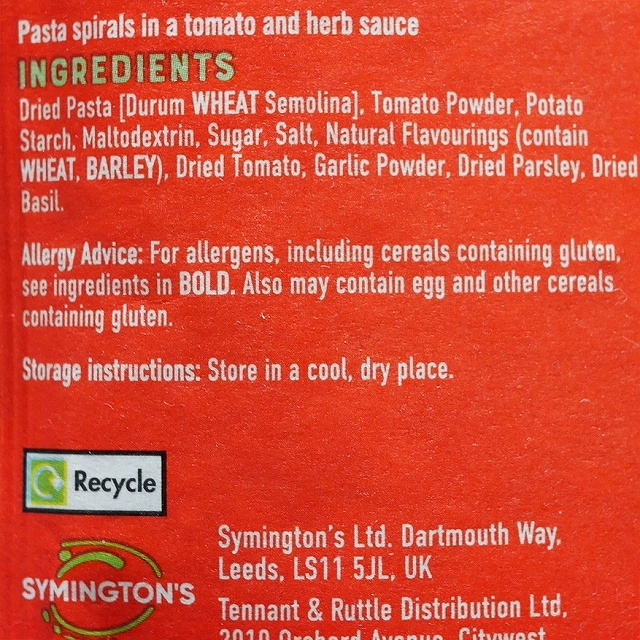 Pasta spirals in a tomato and herb sauce
INGREDIENTS
Dried Pasta [Durum WHEAT Semolina], Tomato Powder, Potato
Starch, Maltodextrin, Sugar, Salt, Natural Flavourings (contain
WHEAT, BARLEY), Dried Tomato, Garlic Powder, Dried Parsley, Dried
Basil.
Allergy Advice: For allergens, including cereals containing gluten,
see ingredients in BOLD. Also may contain egg and other cereals
containing gluten.
Storage instructions: Store in a cool, dry place.
Recycle
SYMINGTON'S
Symington's Ltd. Dartmouth Way,
Leeds, LS11 5JL, UK
Tennant & Ruttle Distribution Ltd,
Orchard Avenue, Citywest